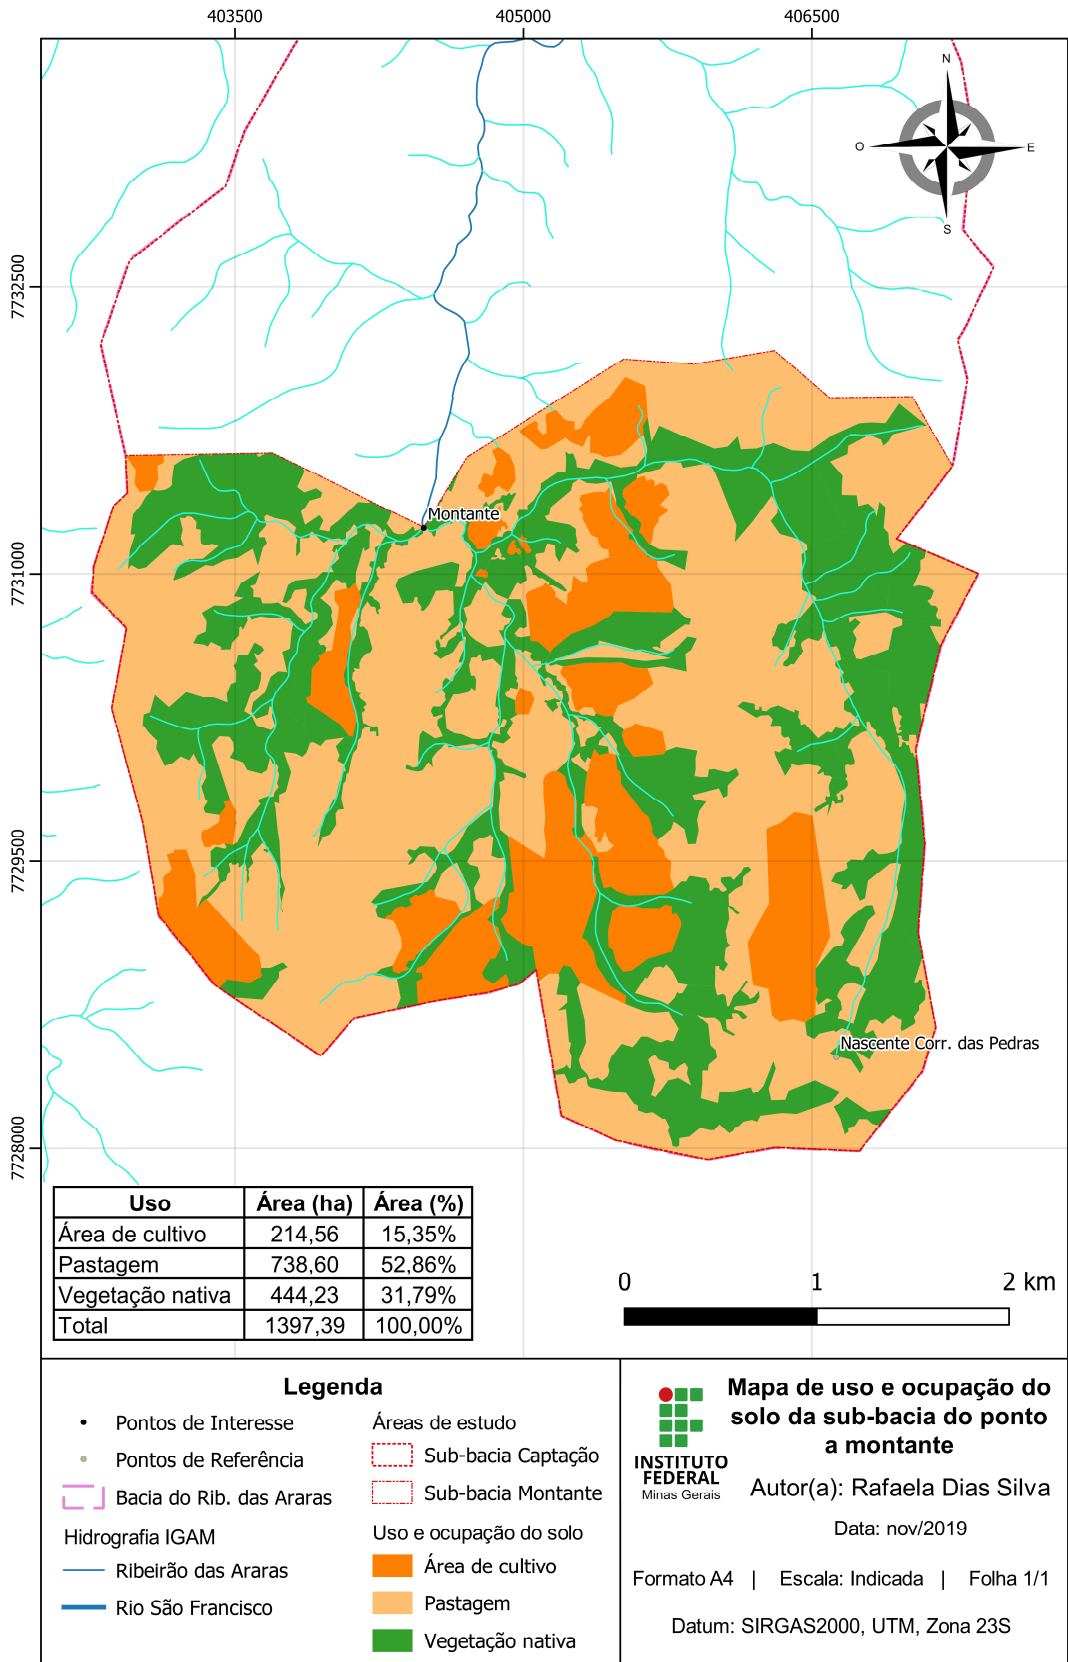 403500 405000 406500
N
O E
S
7732500
Montante
7731000
7729500
Nascente Corr. das Pedras
7728000
Uso Área (ha) Área (%)
Área de cultivo 214,56 15,35%
Pastagem 738,60 52,86%
Vegetação nativa 444,23 31,79%
Total 1397,39 100,00%
0 1 2 km
Legenda
Pontos de Interesse
Pontos de Referência
Bacia do Rib. das Araras
Hidrografia IGAM
Ribeirão das Araras
Rio São Francisco
Áreas de estudo
Sub-bacia Captação
Sub-bacia Montante
Uso e ocupação do solo
Área de cultivo
Pastagem
Vegetação nativa
INSTITUTO
FEDERAL
Minas Gerais
Mapa de uso e ocupação do
solo da sub-bacia do ponto
a montante
Autor(a): Rafaela Dias Silva
Data: nov/2019
Formato A4 | Escala: Indicada | Folha 1/1
Datum: SIRGAS2000, UTM, Zona 23S